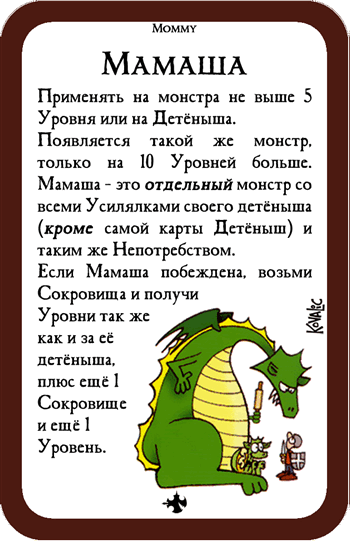 Mommy
Мамаша
Применять на монстра не выше 5
Уровня или на Детёныша.
Появляется такой же монстр,
только на 10 Уровней больше.
Мамаша - это отдельный монстр со
всеми Усилялками своего детёныша
(кроме самой карты Детёныш) и
таким же Непотребством.
Если Мамаша побеждена, возьми
Сокровища и получи
Уровни так же
как и за её
детёныша,
плюс ещё 1
Сокровище
и ещё 1
Уровень.
Kovalic